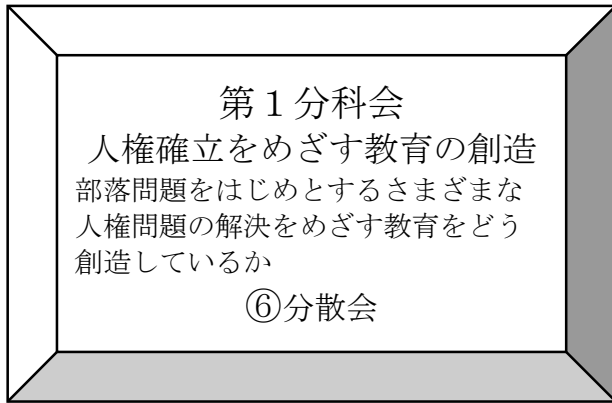 第１分科会
人権確立をめざす教育の創造
部落問題をはじめとするさまざまな
人権問題の解決をめざす教育をどう
創造しているか
⑥分散会